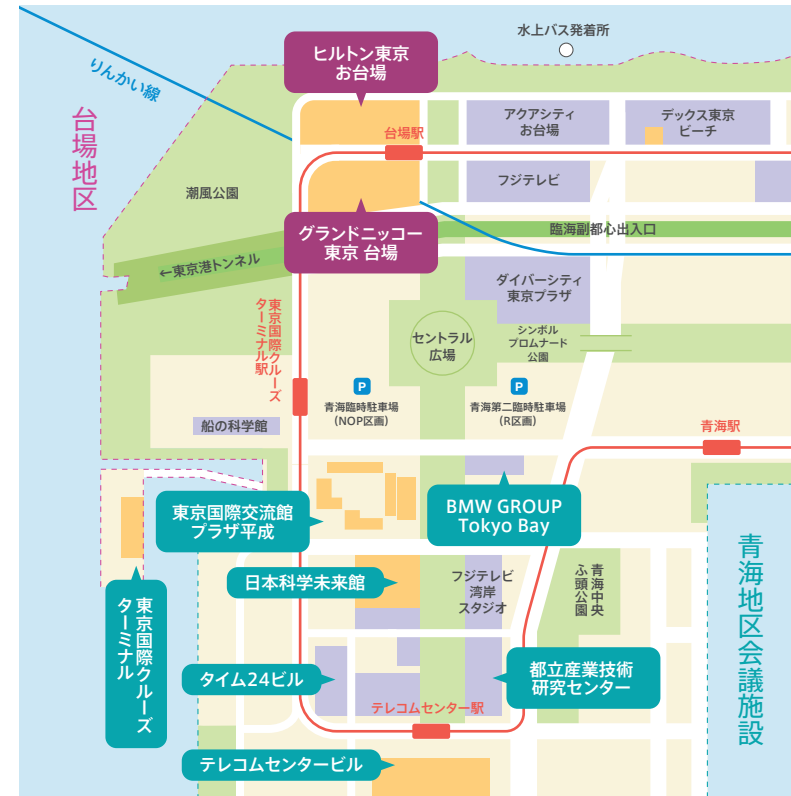 水上バス発着所
ヒルトン東京
お台場
りんかい線
台場地区
アクアシティ
お台場
デックス東京
ビーチ
台場駅
潮風公園
フジテレビ
グランドニッコー
東京 台場
臨海副都心出入口
←東京港トンネル
ダイバーシティ
東京プラザ
東京国際クルーズ
ターミナル駅
セントラル
広場
シンボル
プロムナード
公園
P
青海臨時駐車場
(NOP区画)
P
青海第二臨時駐車場
(R区画)
船の科学館
青海駅
東京国際交流館
プラザ平成
BMW GROUP
Tokyo Bay
青海地区会議施設
日本科学未来館
フジテレビ
湾岸
スタジオ
青海中央
ふ頭公園
東京国際クルーズ
ターミナル
タイム24ビル
都立産業技術
研究センター
テレコムセンター駅
テレコムセンタービル